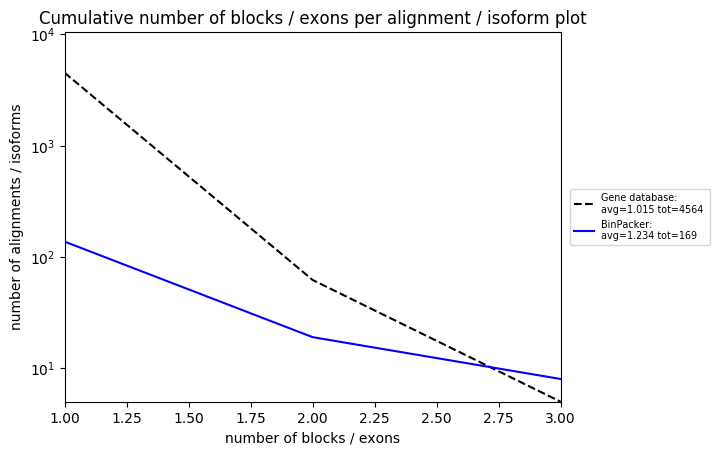 Cumulative number of blocks / exons per alignment / isoform plot
10^4
10^3
10^2
10^1
number of alignments / isoforms
1.00 1.25 1.50 1.75 2.00 2.25 2.50 2.75 3.00
number of blocks / exons
Gene database:
avg=1.015 tot=4564
BinPacker:
avg=1.234 tot=169